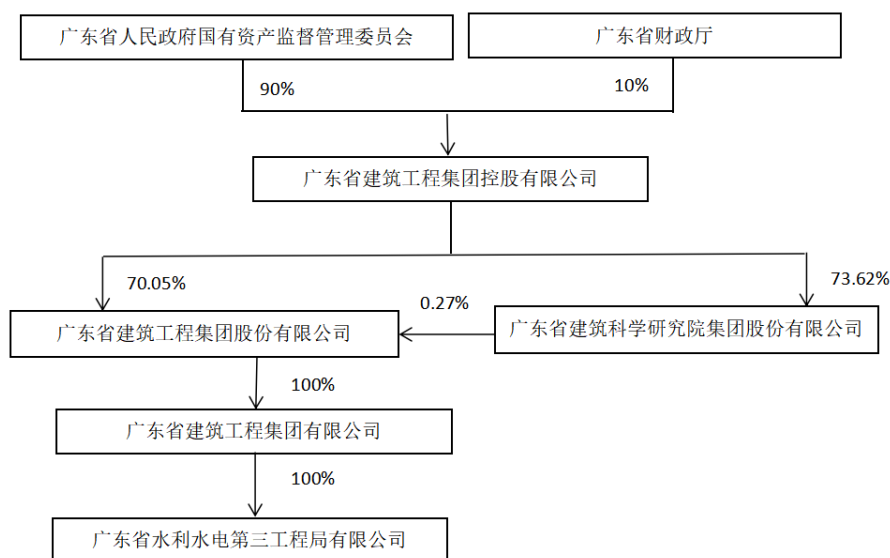 广东省人民政府国有资产监督管理委员会
广东省财政厅
90%
10%
广东省建筑工程集团控股有限公司
70.05%
73.62%
0.27%
广东省建筑工程集团股份有限公司
广东省建筑科学研究院集团股份有限公司
100%
广东省建筑工程集团有限公司
100%
广东省水利水电第三工程局有限公司